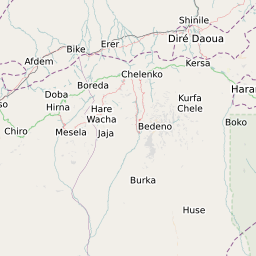 Shinile
Diré Daoua
Bike
Erer
Afdem
Kersa
Chelenko
Boreda
Harar
Doba
Hirna
Kurfa
Chele
Hare
Wacha
Boko
Chiro
Mesela
Jaja
Bedeno
Burka
Huse